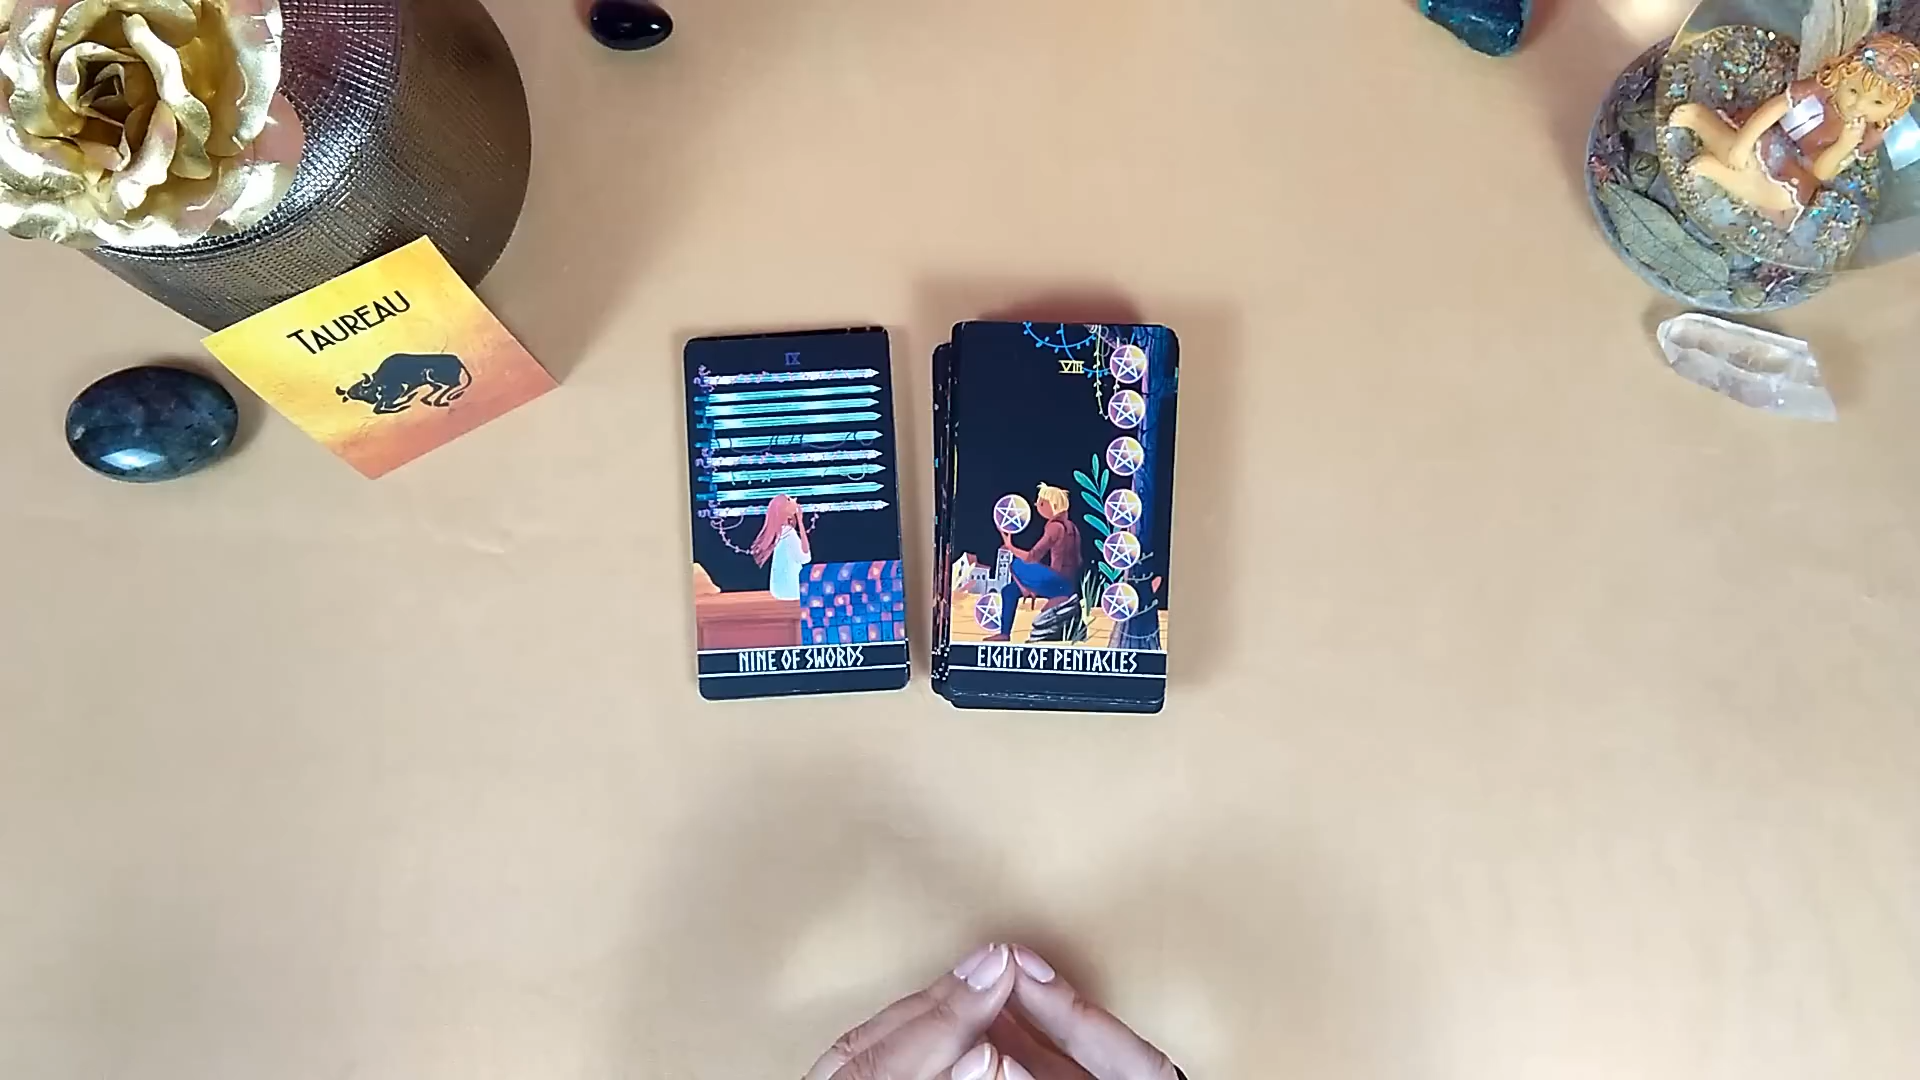 TAUREAU
IX
NINE OF SWORDS
VIII
EIGHT OF PENTACLES